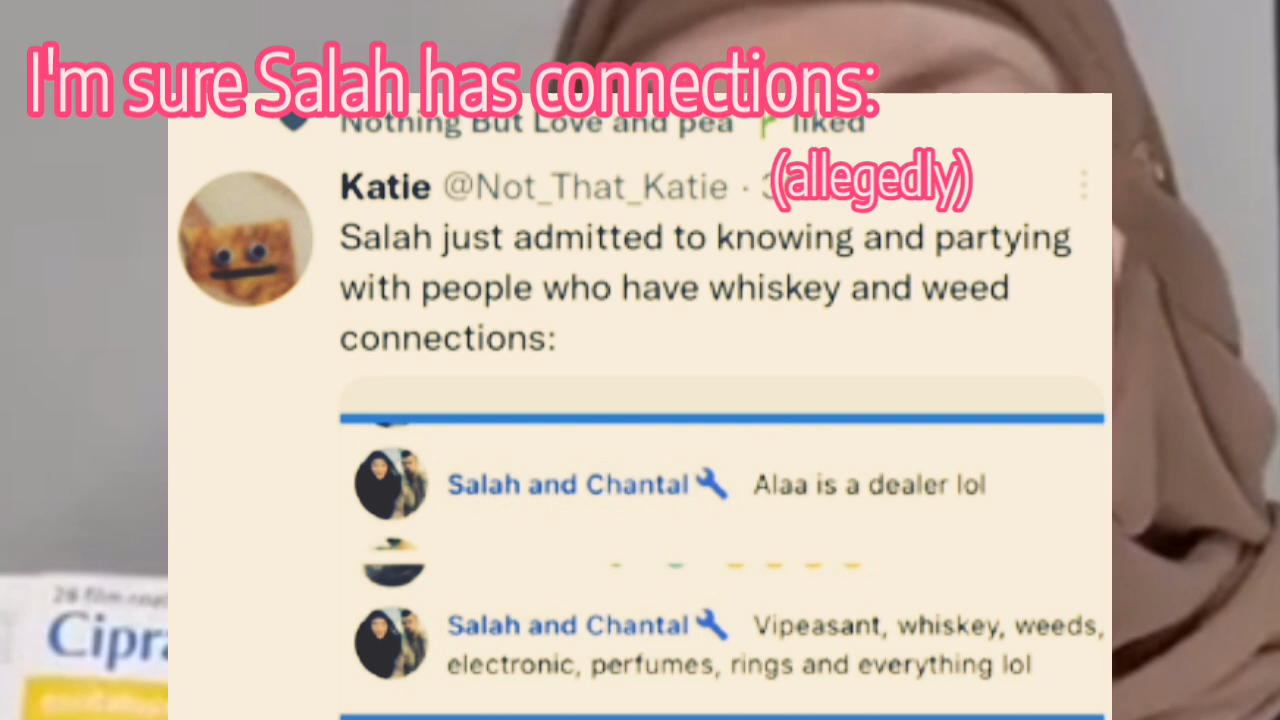 I'm sure Salah has connections:
Nothing But Love and pea liked
(allegedly)
Katie @Not_That_Katie ·
Salah just admitted to knowing and partying
with people who have whiskey and weed
connections:
Salah and Chantal Alaa is a dealer lol
Salah and Chantal Vipeasant, whiskey, weeds,
electronic, perfumes, rings and everything lol
28 film
Cipra